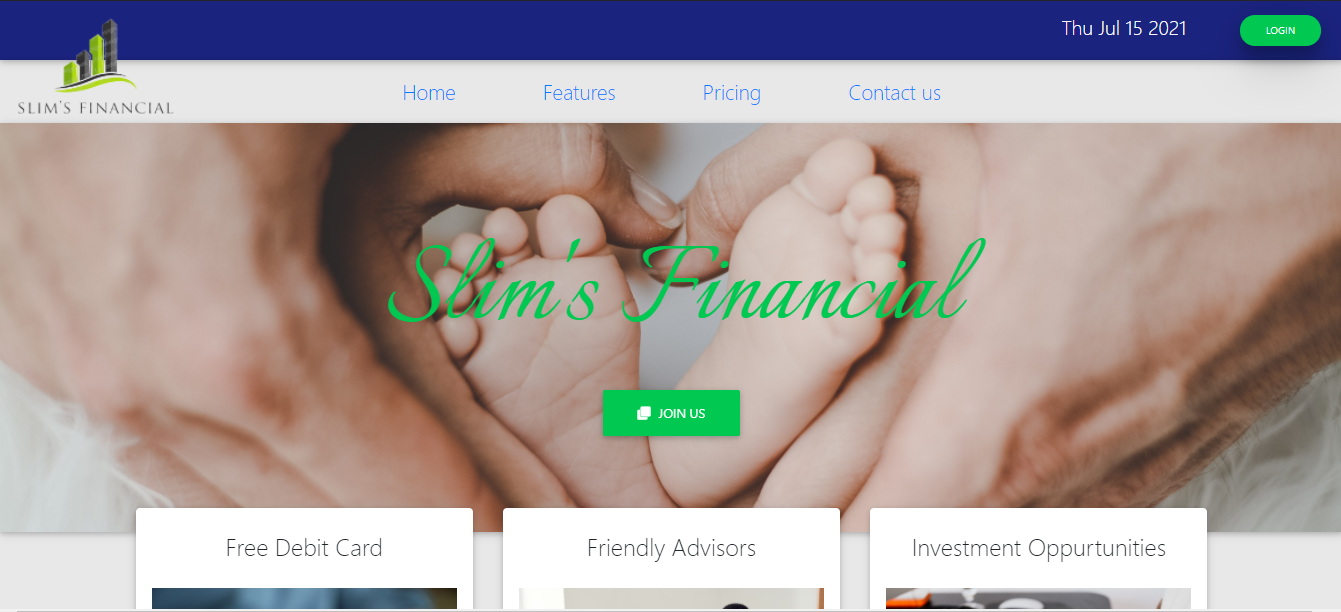 Thu Jul 15 2021
LOGIN
SLIM'S FINANCIAL
Home
Features
Pricing
Contact us
Slim's Financial
JOIN US
Free Debit Card
Friendly Advisors
Investment Oppurtunities